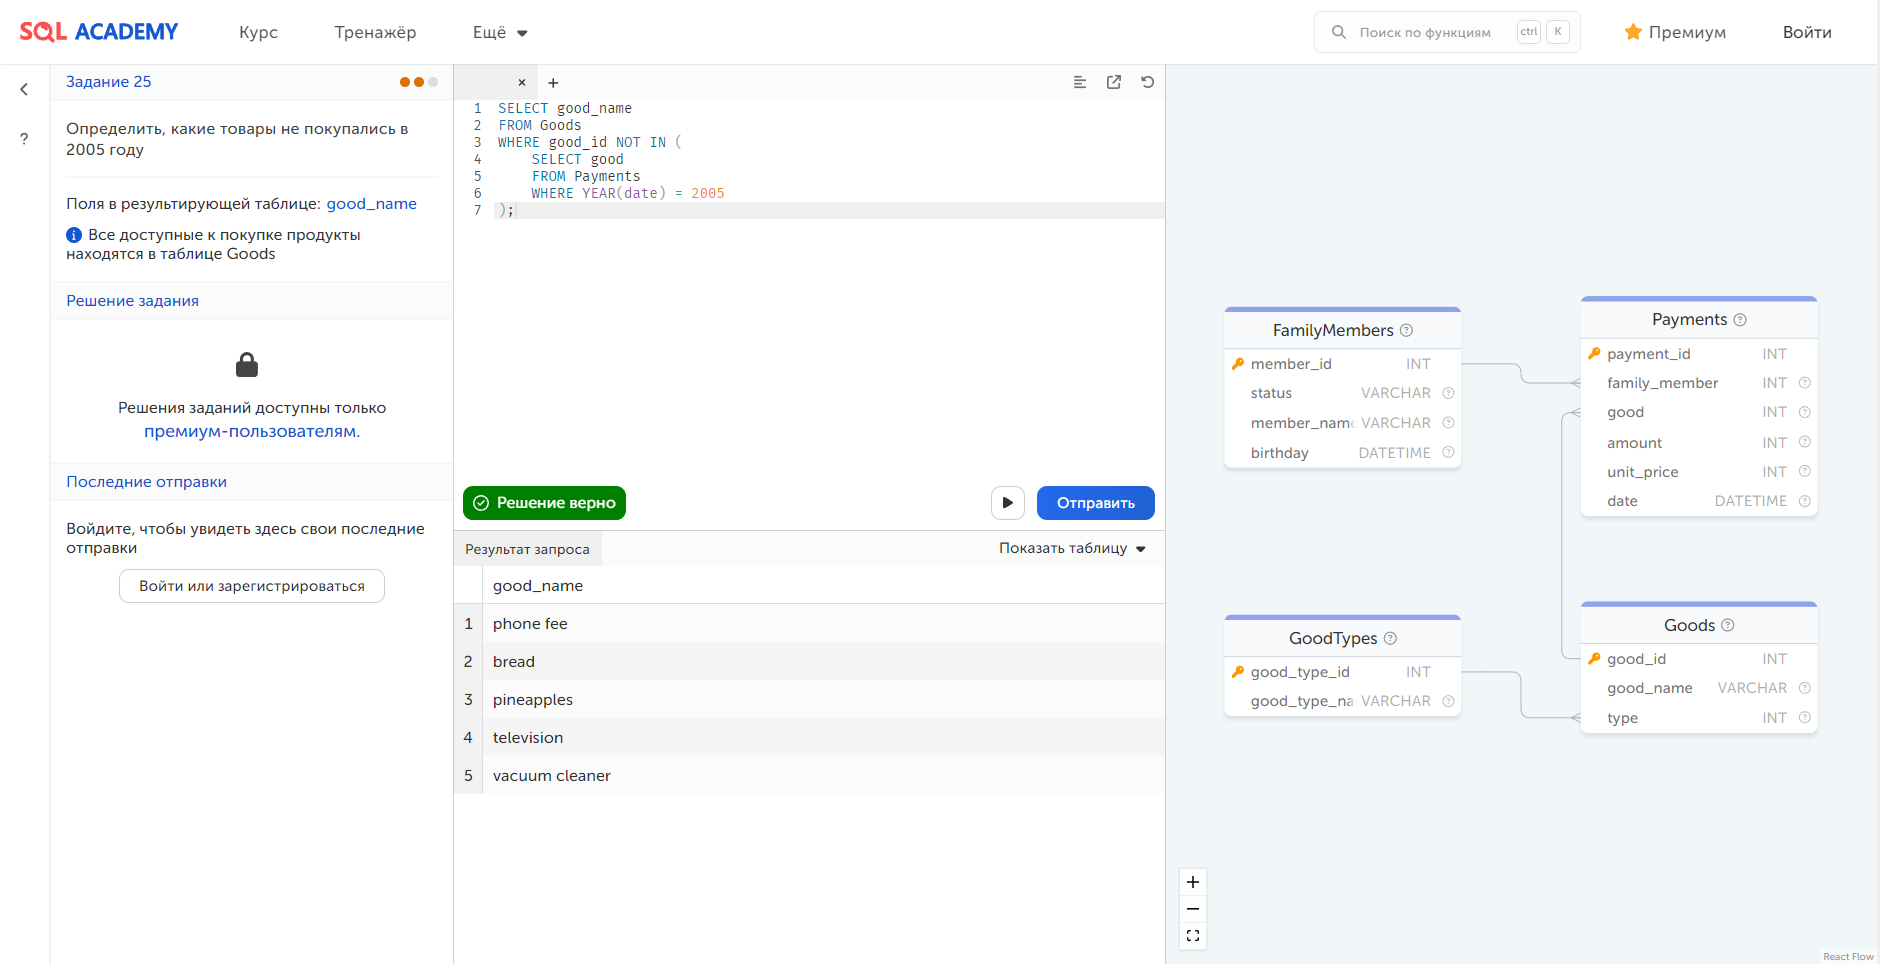 SQL ACADEMY
Курс
Тренажёр
Ещё
Поиск по функциям
ctrl
K
Премиум
Войти
Задание 25
?
Определить, какие товары не покупались в
2005 году
Поля в результирующей таблице: good_name
Все доступные к покупке продукты
находятся в таблице Goods
Решение задания
Решения заданий доступны только
премиум-пользователям.
Последние отправки
Войдите, чтобы увидеть здесь свои последние
отправки
Войти или зарегистрироваться
1 SELECT good_name
2 FROM Goods
3 WHERE good_id NOT IN (
4 SELECT good
5 FROM Payments
6 WHERE YEAR(date) = 2005
7 );
Решение верно
Отправить
Результат запроса
Показать таблицу
good_name
1 phone fee
2 bread
3 pineapples
4 television
5 vacuum cleaner
FamilyMembers
member_id INT
status VARCHAR
member_name VARCHAR
birthday DATETIME
Payments
payment_id INT
family_member INT
good INT
amount INT
unit_price INT
date DATETIME
GoodTypes
good_type_id INT
good_type_na VARCHAR
Goods
good_id INT
good_name VARCHAR
type INT
React Flow